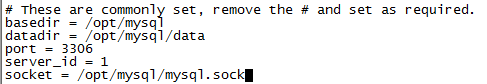 # These are commonly set, remove the # and set as required.
basedir = /opt/mysql
datadir = /opt/mysql/data
port = 3306
server_id = 1
socket = /opt/mysql/mysql.sock